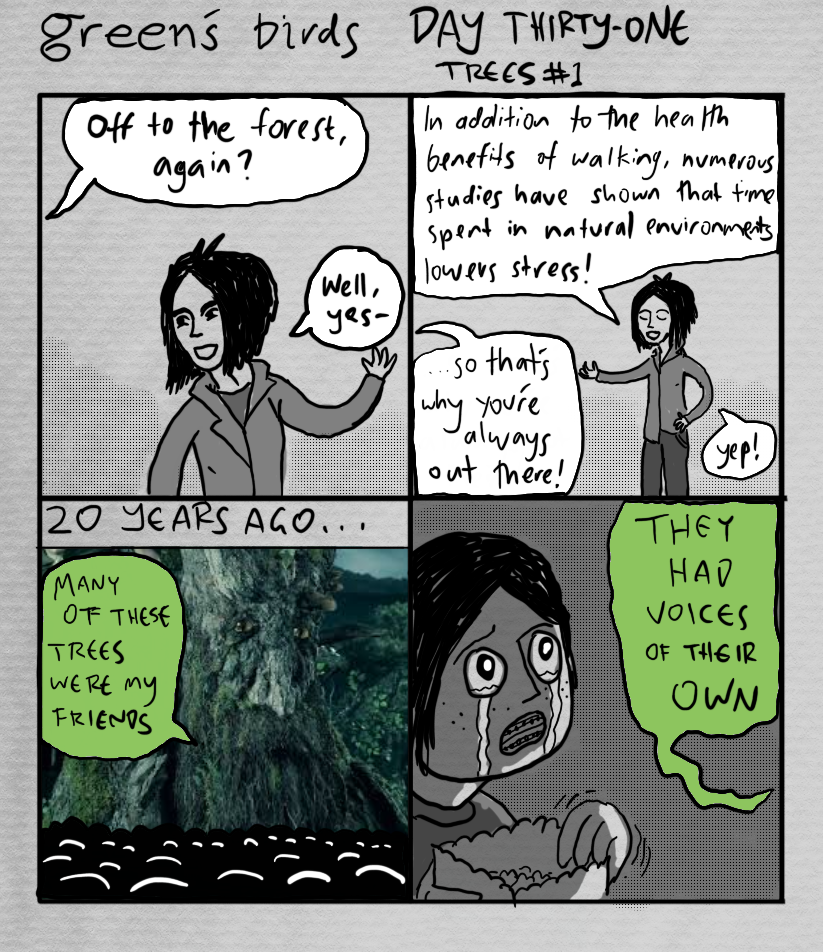 green's birds DAY THIRTY-ONE
TREES #1
Off to the forest,
again?
Well,
yes-
In addition to the health
benefits of walking, numerous
studies have shown that time
spent in natural environments
lowers stress!
...so that's
why you're
always
out there!
yep!
20 YEARS AGO...
MANY
OF THESE
TREES
WERE MY
FRIENDS
THEY
HAD
VOICES
OF THEIR
OWN